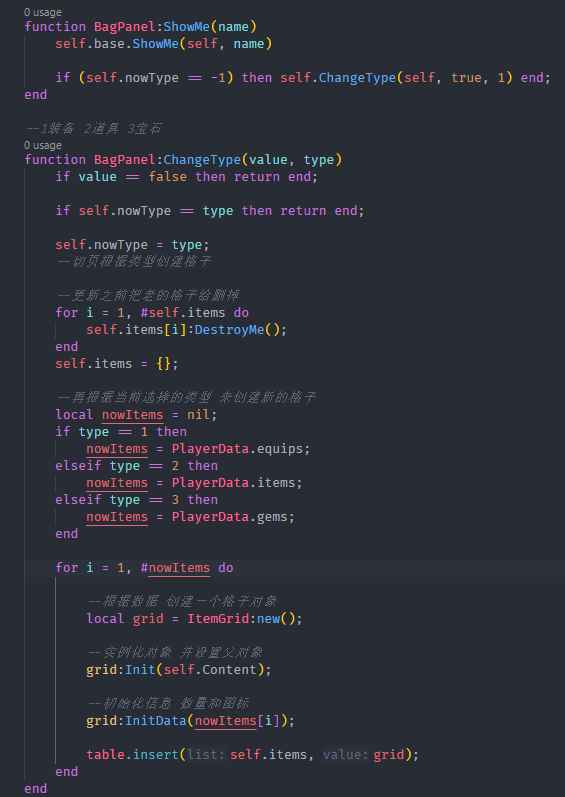 0 usage
function BagPanel:ShowMe(name)
self.base.ShowMe(self, name)
if (self.nowType == -1) then self.ChangeType(self, true, 1) end;
end
--1装备 2道具 3宝石
0 usage
function BagPanel:ChangeType(value, type)
if value == false then return end;
if self.nowType == type then return end;
self.nowType = type;
--切页根据类型创建格子
--更新之前把老的格子给删掉
for i = 1, #self.items do
self.items[i]:DestroyMe();
end
self.items = {};
--再根据当前选择的类型 来创建新的格子
local nowItems = nil;
if type == 1 then
nowItems = PlayerData.equips;
elseif type == 2 then
nowItems = PlayerData.items;
elseif type == 3 then
nowItems = PlayerData.gems;
end
for i = 1, #nowItems do
--根据数据 创建一个格子对象
local grid = ItemGrid:new();
--实例化对象 并设置父对象
grid:Init(self.Content);
--初始化信息 数量和图标
grid:InitData(nowItems[i]);
table.insert(list: self.items, value: grid);
end
end